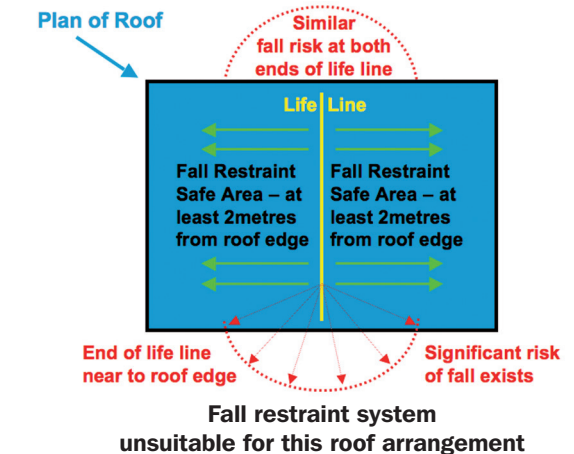 Plan of Roof
Similar
fall risk at both
ends of life line
Life Line
Fall Restraint
Safe Area – at
least 2metres
from roof edge
Fall Restraint
Safe Area – at
least 2metres
from roof edge
End of life line
near to roof edge
Significant risk
of fall exists
Fall restraint system
unsuitable for this roof arrangement